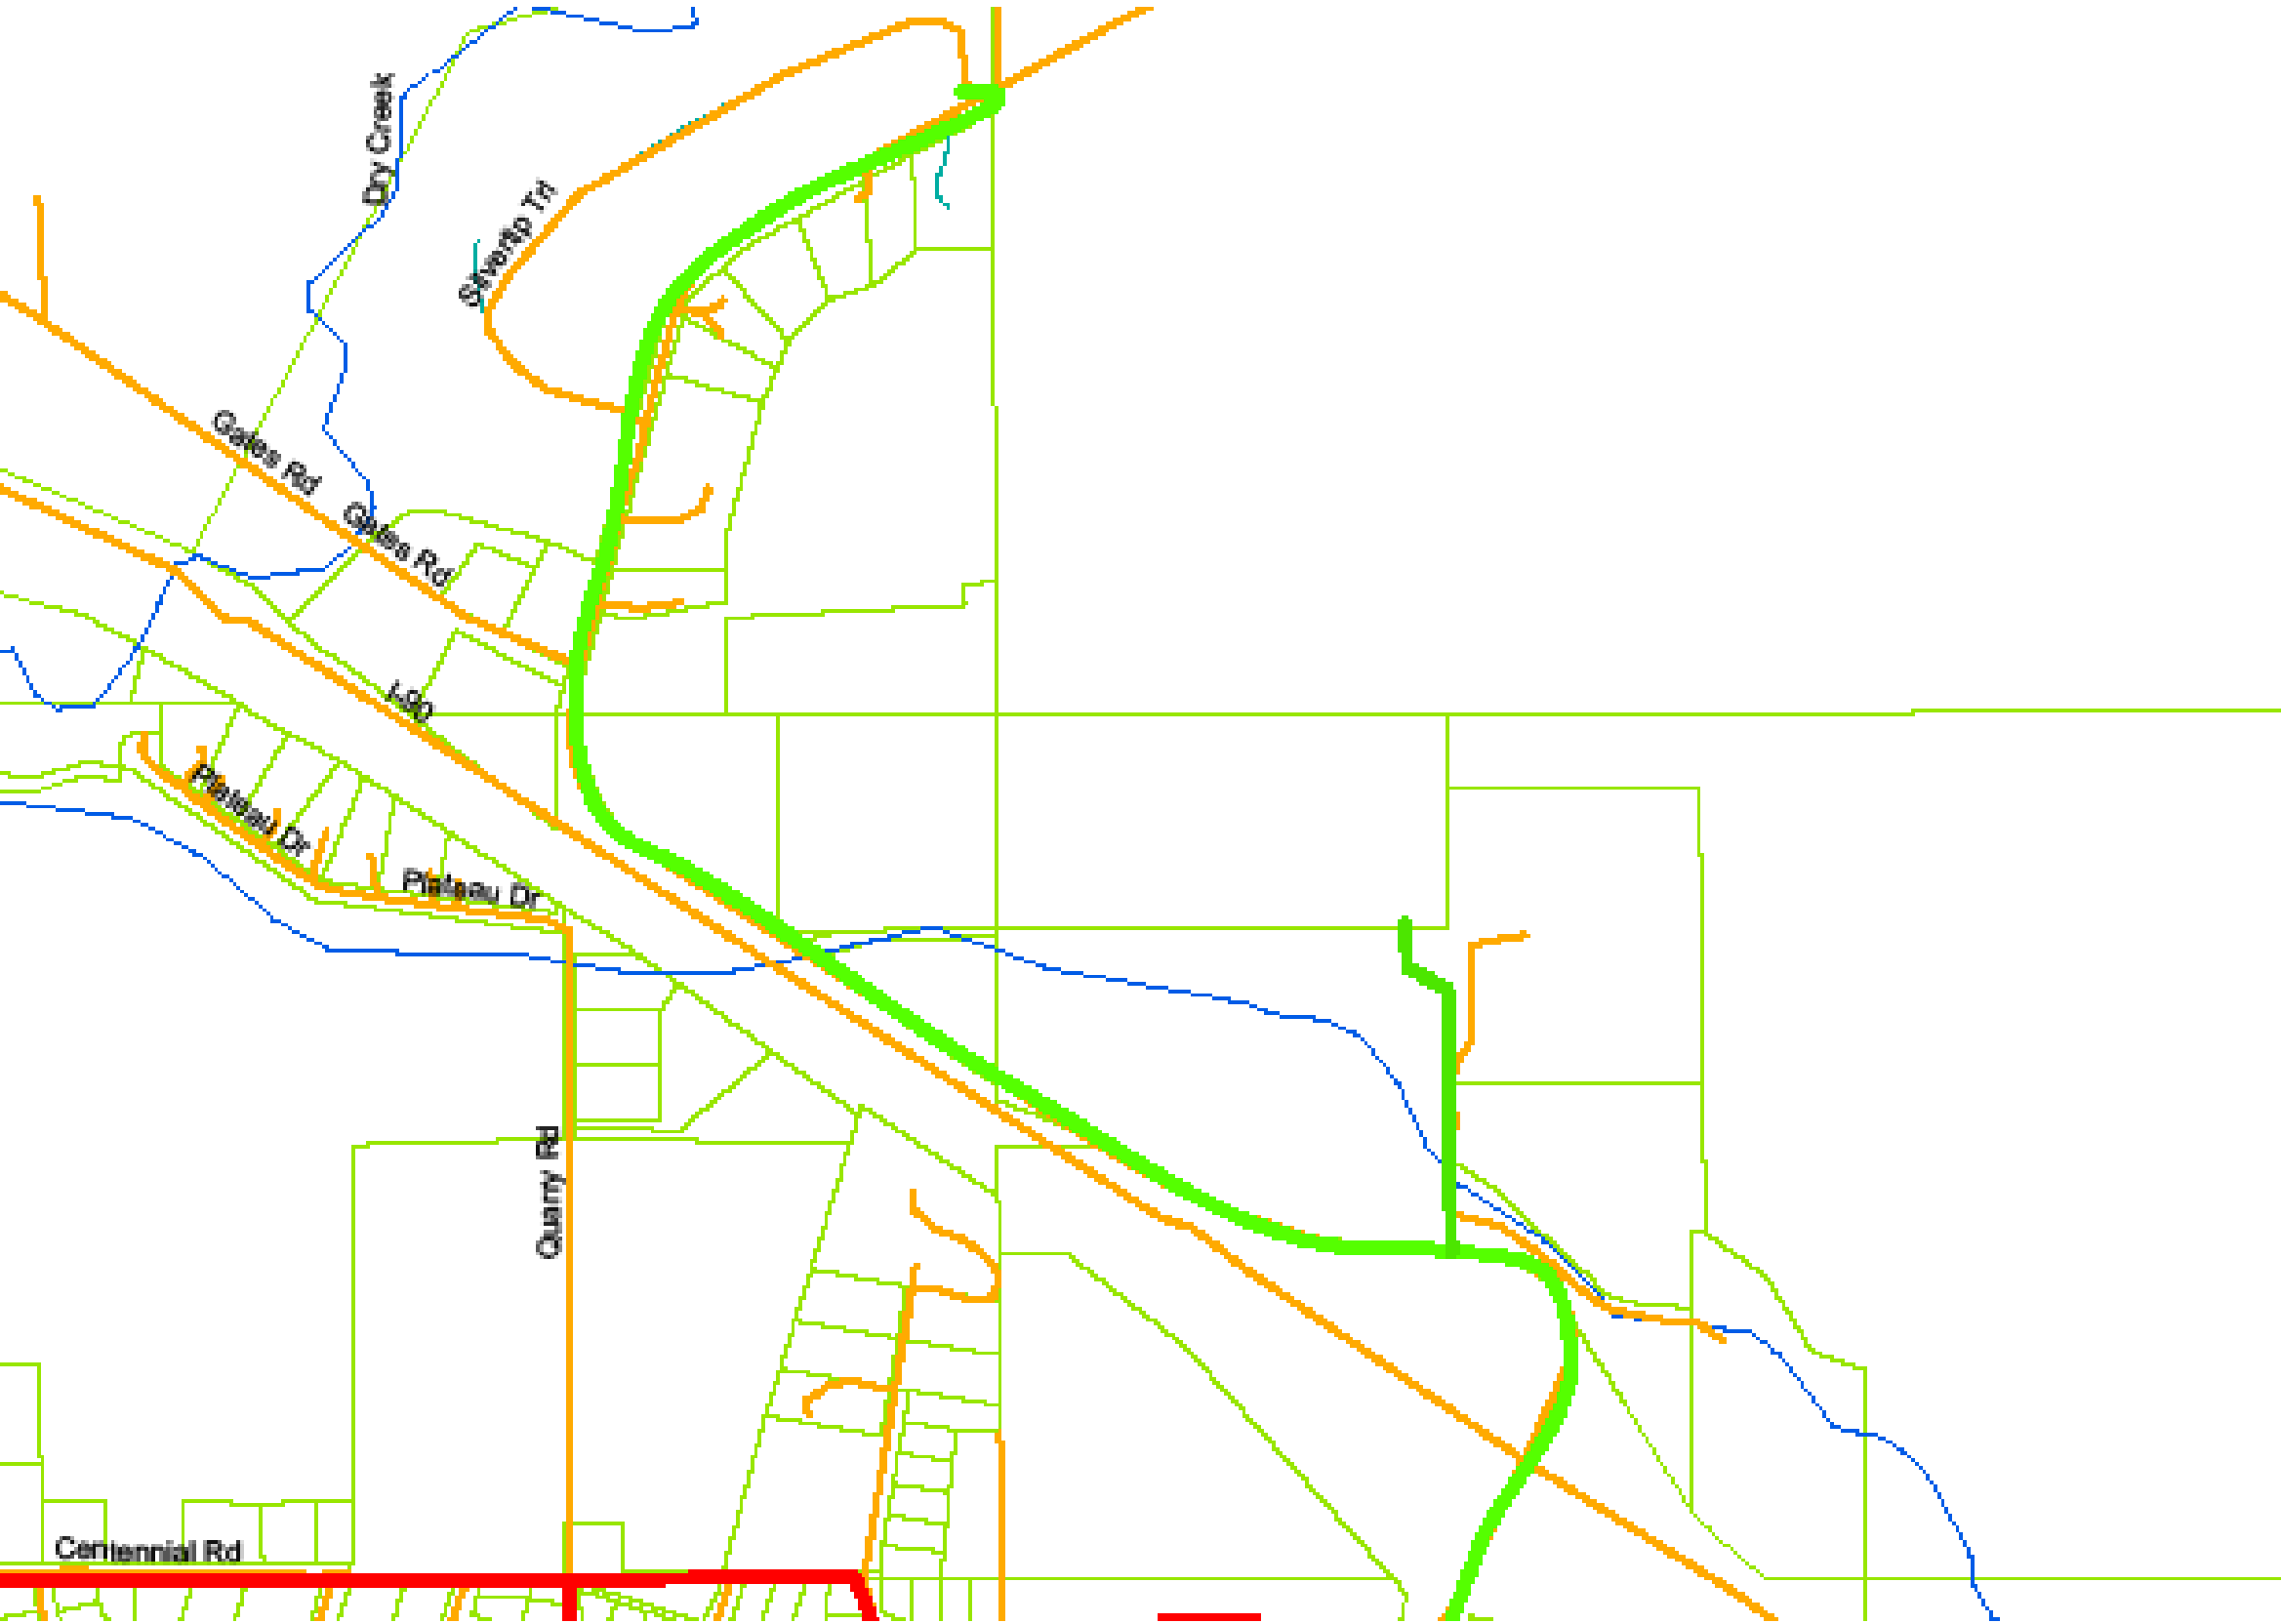 Dry Creek
Silvertip Trl
Gates Rd
Gates Rd
I-90
Plateau Dr
Plateau Dr
Quarry Rd
Centennial Rd